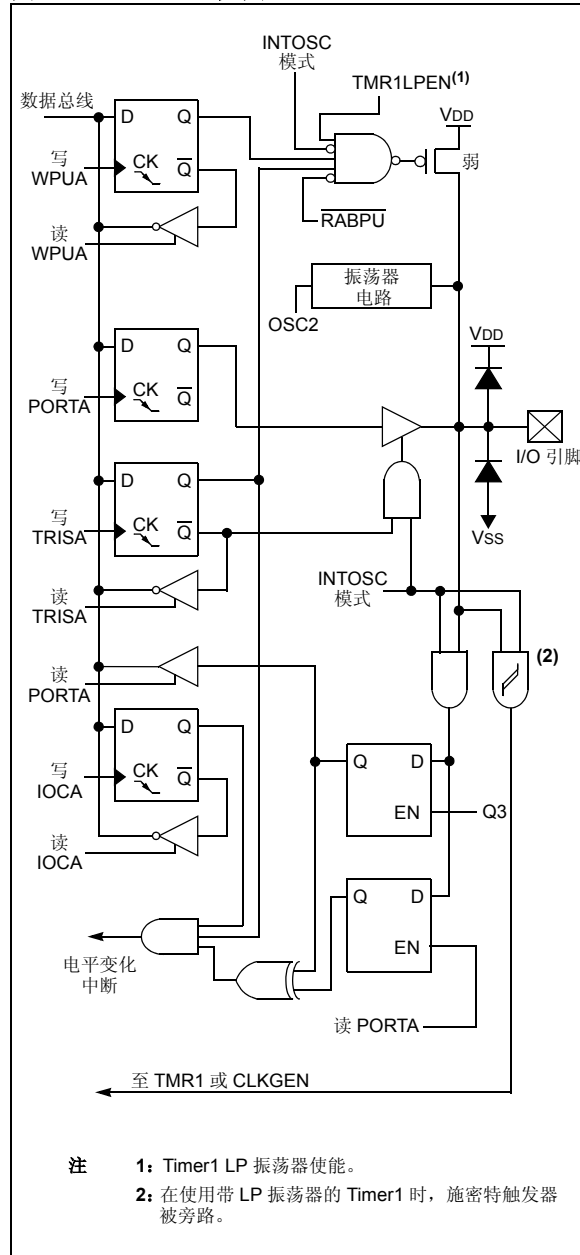 INTOSC
模式
TMR1LPEN(1)
数据总线
D
Q
VDD
弱
写
WPUA
CK
Q
读
WPUA
RABPU
振荡器
电路
OSC2
VDD
D
Q
写
PORTA
CK
Q
I/O 引脚
D
Q
写
TRISA
CK
Q
VSS
INTOSC
模式
读
TRISA
(2)
读
PORTA
D
Q
写
IOCA
CK
Q
Q
D
EN
Q3
读
IOCA
Q
D
EN
电平变化
中断
读 PORTA
至 TMR1 或 CLKGEN
注 1: Timer1 LP 振荡器使能。
2: 在使用带 LP 振荡器的 Timer1 时，施密特触发器
被旁路。